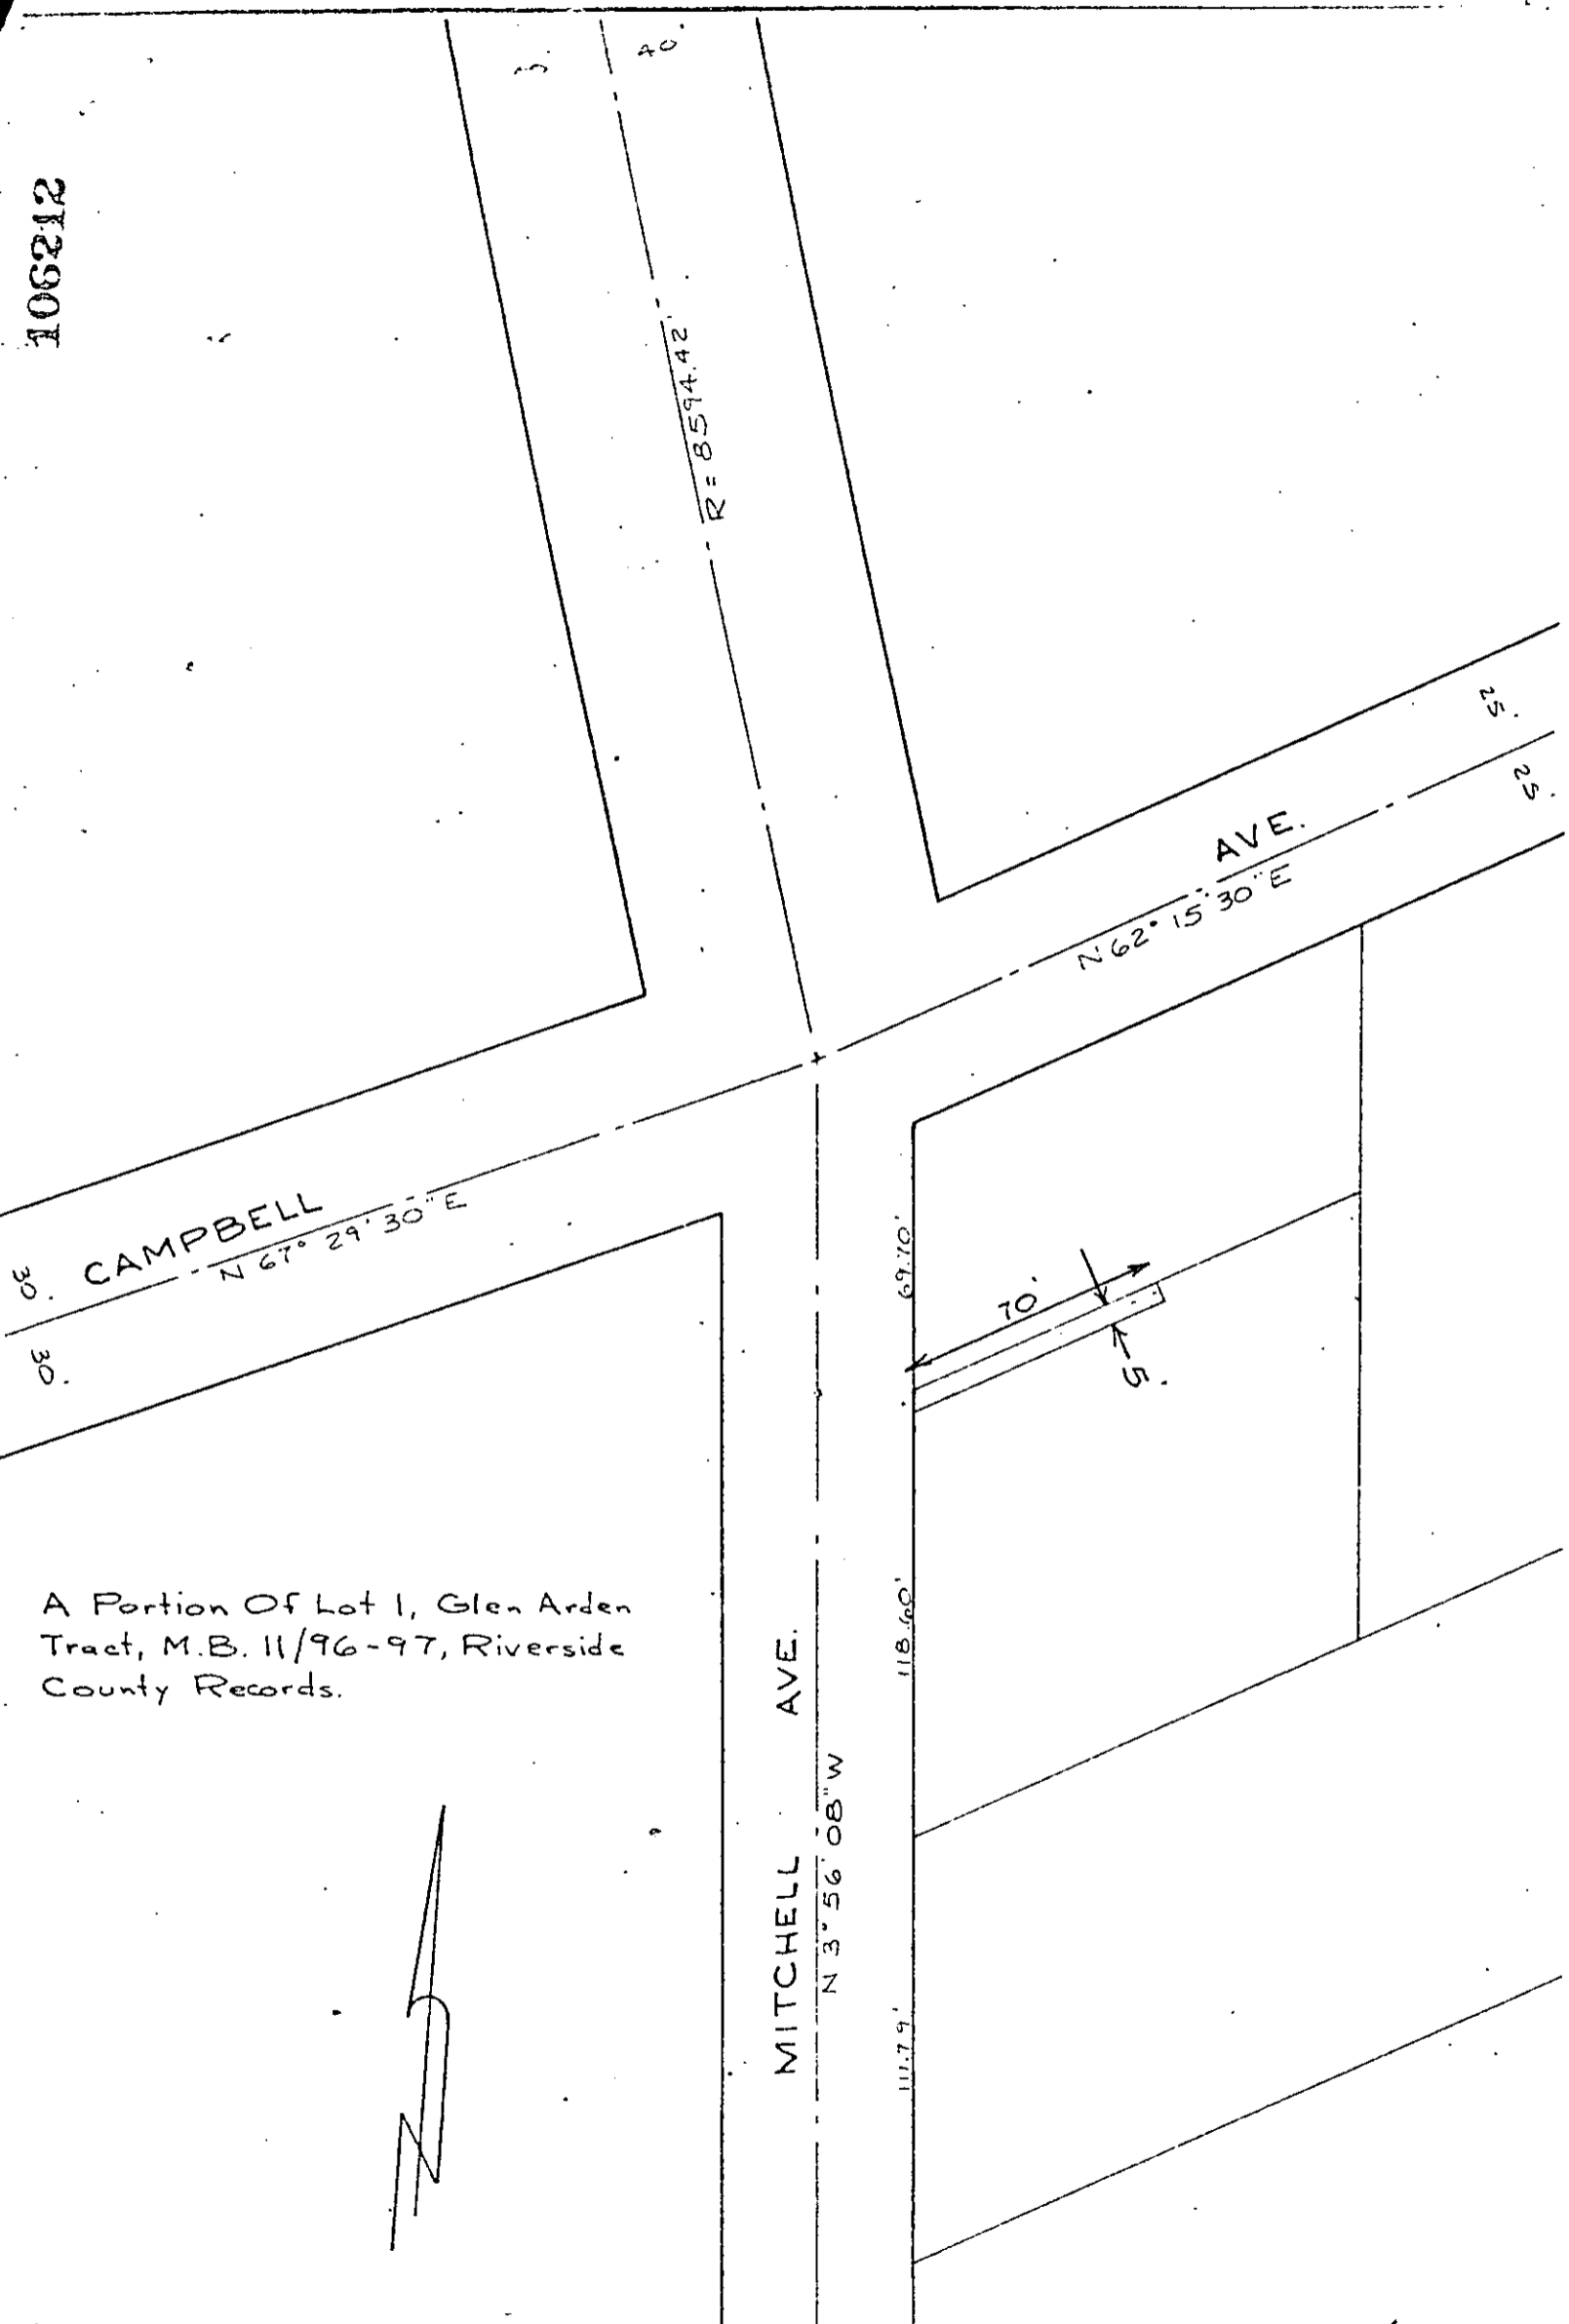 40'
106212
R = 8594.42'
25'
25'
AVE.
N 62° 15' 30" E
CAMPBELL
N 67° 29' 30" E
30'
30'
69.70'
70'
5'
118.60'
A Portion Of Lot 1, Glen Arden
Tract, M.B. 11/96-97, Riverside
County Records.
MITCHELL AVE.
N 3° 56' 08" W
111.79'
N